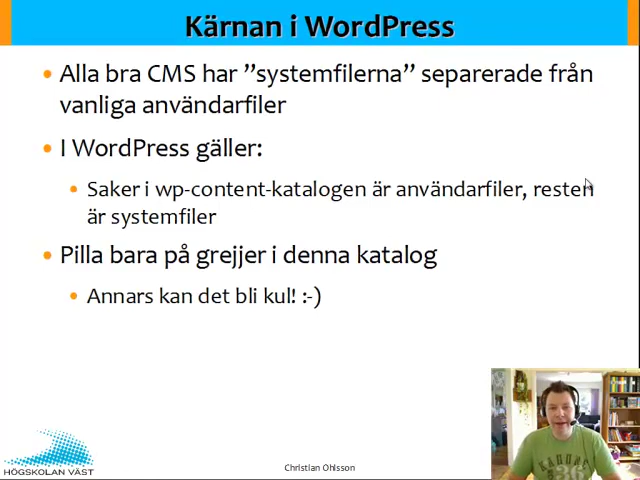 Kärnan i WordPress
Alla bra CMS har ”systemfilerna” separerade från
vanliga användarfiler
I WordPress gäller:
Saker i wp-content-katalogen är användarfiler, resten
är systemfiler
Pilla bara på grejjer i denna katalog
Annars kan det bli kul! :-)
HÖGSKOLAN VÄST
Christian Ohlsson